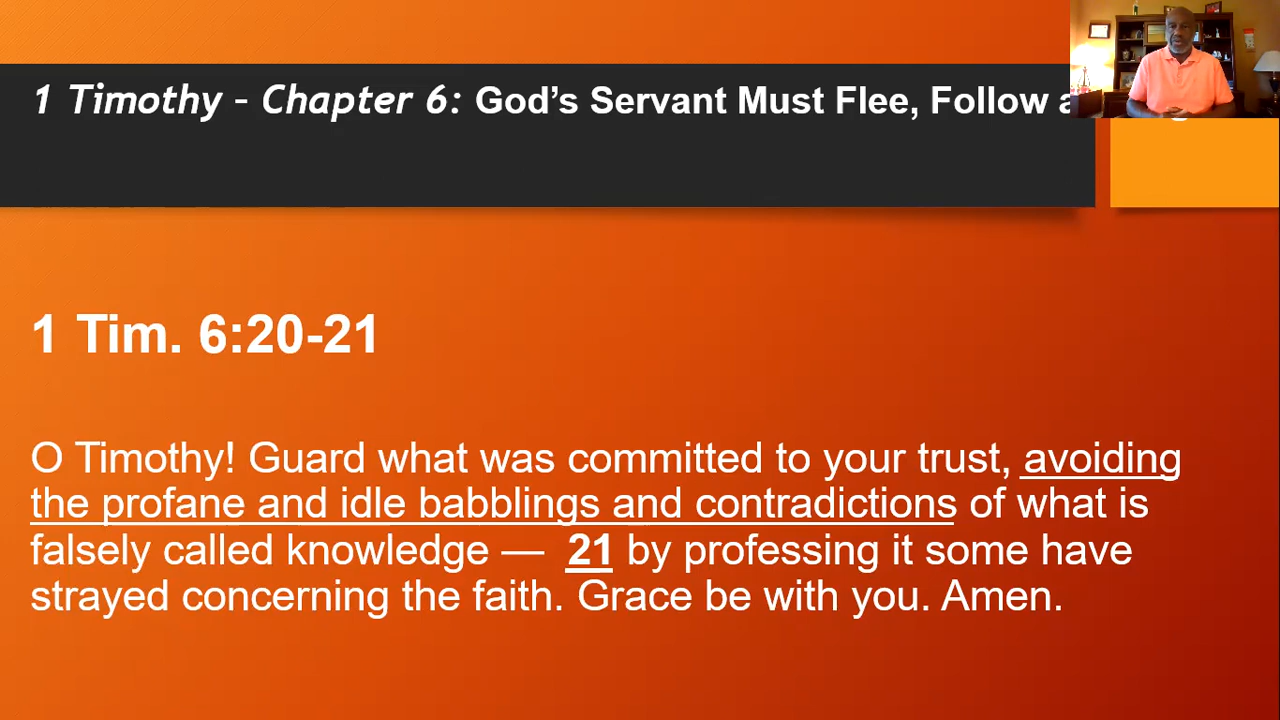 1 Timothy - Chapter 6: God's Servant Must Flee, Follow
1 Tim. 6:20-21
O Timothy! Guard what was committed to your trust, avoiding
the profane and idle babblings and contradictions of what is
falsely called knowledge — 21 by professing it some have
strayed concerning the faith. Grace be with you. Amen.